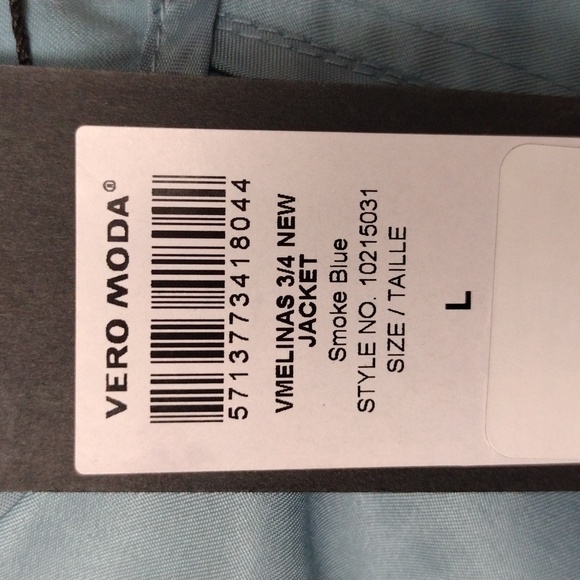 VERO MODA®
5713773418044
VMELINAS 3/4 NEW
JACKET
Smoke Blue
STYLE NO. 10215031
SIZE / TAILLE
L